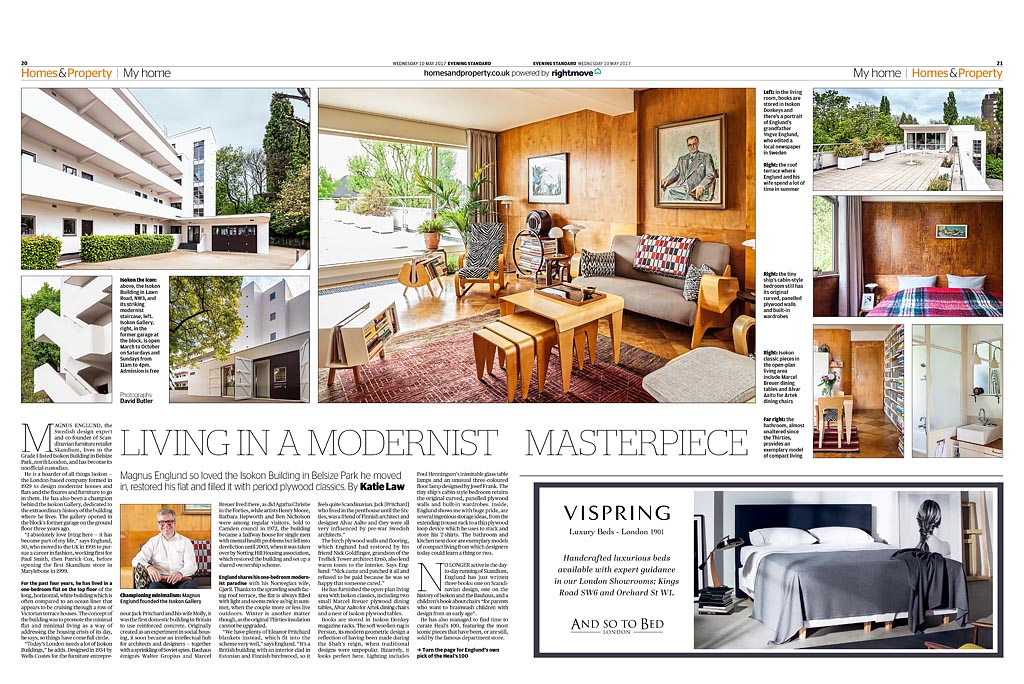 20
WEDNESDAY 10 MAY 2017 EVENING STANDARD
EVENING STANDARD WEDNESDAY 10 MAY 2017
21
Homes & Property | My home
homesandproperty.co.uk powered by rightmove
My home | Homes & Property
Left: in the living
room, books are
stored in Isokon
Donkeys and
there's a portrait
of Englund's
grandfather
Yngve Englund,
who edited a
local newspaper
in Sweden
Right: the roof
terrace where
Englund and his
wife spend a lot of
time in summer
Right: the tiny
ship's cabin-style
bedroom still has
its original
curved, panelled
plywood walls
and built-in
wardrobes
Right: Isokon
classic pieces in
the open-plan
living area
include Marcel
Breuer dining
tables and Alvar
Aalto for Artek
dining chairs
Far right: the
bathroom, almost
unaltered since
the Thirties,
provides an
exemplary model
of compact living
Isokon the icon:
above, the Isokon
Building in Lawn
Road, NW3, and
its striking
modernist
staircase, left.
Isokon Gallery,
right, in the
former garage at
the block, is open
March to October
on Saturdays and
Sundays from
11am to 4pm.
Admission is free
Photographs:
David Butler
LIVING IN A MODERNIST MASTERPIECE
Magnus Englund so loved the Isokon Building in Belsize Park he moved
in, restored his flat and filled it with period plywood classics. By Katie Law
MAGNUS ENGLUND, the
Swedish design expert
and co-founder of Scan-
dinavian furniture retailer
Skandium, lives in the
Grade I-listed Isokon Building in Belsize
Park, north London, and has become its
unofficial custodian.
He is a hoarder of all things Isokon –
the London-based company formed in
1929 to design modernist houses and
flats and the fixtures and furniture to go
in them. He has also been a champion
behind the Isokon Gallery, dedicated to
the extraordinary history of the building
where he lives. The gallery opened in
the block's former garage on the ground
floor three years ago.
"I absolutely love living here – it has
become part of my life," says Englund,
50, who moved to the UK in 1995 to pur-
sue a career in fashion, working first for
Paul Smith, then Patrick Cox, before
opening the first Skandium store in
Marylebone in 1999.
For the past four years, he has lived in a
one-bedroom flat on the top floor of the
long, horizontal, white building which is
often compared to an ocean liner that
appears to be cruising through a row of
Victorian terrace houses. The concept of
the building was to promote the minimal
flat and minimal living as a way of
addressing the housing crisis of its day,
he says, so things have come full circle.
"Today's London needs a lot of Isokon
Buildings," he adds. Designed in 1934 by
Wells Coates for the furniture entrepre-
Championing minimalism: Magnus
Englund founded the Isokon Gallery
neur Jack Pritchard and his wife Molly, it
was the first domestic building in Britain
to use reinforced concrete. Originally
created as an experiment in social hous-
ing, it soon became an intellectual hub
for architects and designers – together
with a sprinkling of Soviet spies. Bauhaus
émigrés Walter Gropius and Marcel
Breuer lived there, as did Agatha Christie
in the Forties, while artists Henry Moore,
Barbara Hepworth and Ben Nicholson
were among regular visitors. Sold to
Camden council in 1972, the building
became a halfway house for single men
with mental health problems but fell into
dereliction until 2003, when it was taken
over by Notting Hill Housing association,
which restored the building and set up a
shared ownership scheme.
Englund shares his one-bedroom modern-
ist paradise with his Norwegian wife,
Gjøril. Thanks to the sprawling south-fac-
ing roof terrace, the flat is always filled
with light and seems twice as big in sum-
mer, when the couple more or less live
outdoors. Winter is another matter
though, as the original Thirties insulation
cannot be upgraded.
"We have plenty of Eleanor Pritchard
blankets instead, which fit into the
scheme very well," says Englund. "It's a
British building with an interior clad in
Estonian and Finnish birchwood, so it
feels quite Scandinavian. Jack [Pritchard]
who lived in the penthouse until the Six-
ties, was a friend of Finnish architect and
designer Alvar Aalto and they were all
very influenced by pre-war Swedish
architects."
The birch plywood walls and flooring,
which Englund had restored by his
friend Nick Goldfinger, grandson of the
Trellick Tower architect Ernö, also lend
warm tones to the interior. Says Eng-
lund: "Nick came and patched it all and
refused to be paid because he was so
happy that someone cared."
He has furnished the open-plan living
area with Isokon classics, including two
small Marcel Breuer plywood dining
tables, Alvar Aalto for Artek dining chairs
and a nest of Isokon plywood tables.
Books are stored in Isokon Donkey
magazine racks. The soft woollen rug is
Persian, its modern geometric design a
reflection of having been made during
the Shah's reign, when traditional
designs were unpopular. Bizarrely, it
looks perfect here. Lighting includes
Poul Henningsen's inimitable glass table
lamps and an unusual three-coloured
floor lamp designed by Josef Frank. The
tiny ship's cabin-style bedroom retains
the original curved, panelled plywood
walls and built-in wardrobes. Inside,
Englund shows me with huge pride, are
several ingenious storage ideas, from the
extending trouser rack to a thin plywood
loop device which he uses to stack and
store his T-shirts. The bathroom and
kitchen next door are exemplary models
of compact living from which designers
today could learn a thing or two.
NO LONGER active in the day-
to-day running of Skandium,
Englund has just written
three books: one on Scandi-
navian design, one on the
history of Isokon and the Bauhaus, and a
children's book about chairs "for parents
who want to brainwash children with
design from an early age".
He has also managed to find time to
curate Heal's 100, featuring the most
iconic pieces that have been, or are still,
sold by the famous department store.
➔ Turn the page for Englund's own
pick of the Heal's 100
VISPRING
Luxury Beds - London 1901
Handcrafted luxurious beds
available with expert guidance
in our London Showrooms; Kings
Road SW6 and Orchard St W1.
AND SO TO BED
LONDON